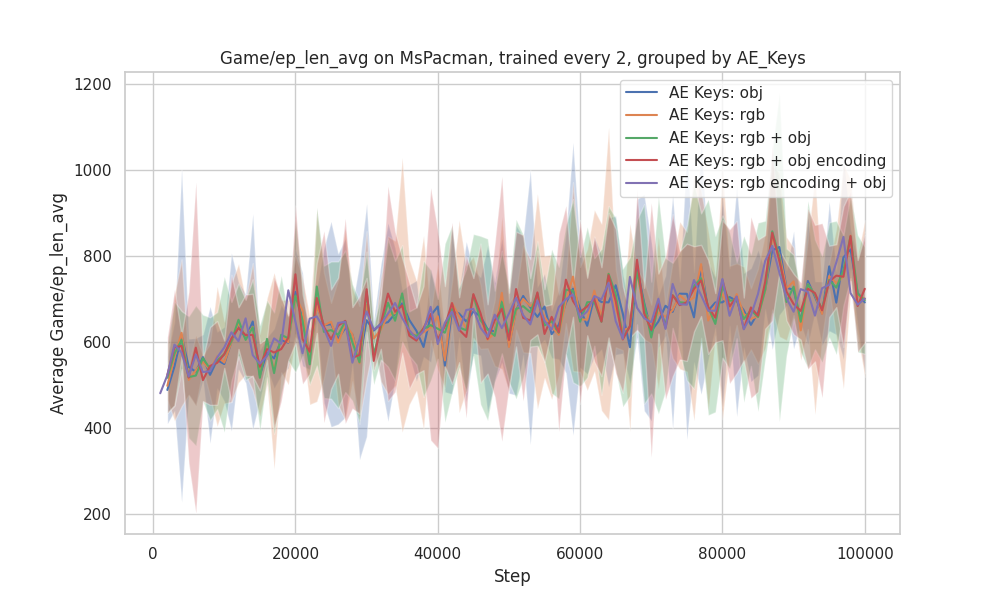 Game/ep_len_avg on MsPacman, trained every 2, grouped by AE_Keys
1200
1000
800
600
400
200
Average Game/ep_len_avg
AE Keys: obj
AE Keys: rgb
AE Keys: rgb + obj
AE Keys: rgb + obj encoding
AE Keys: rgb encoding + obj
0
20000
40000
60000
80000
100000
Step